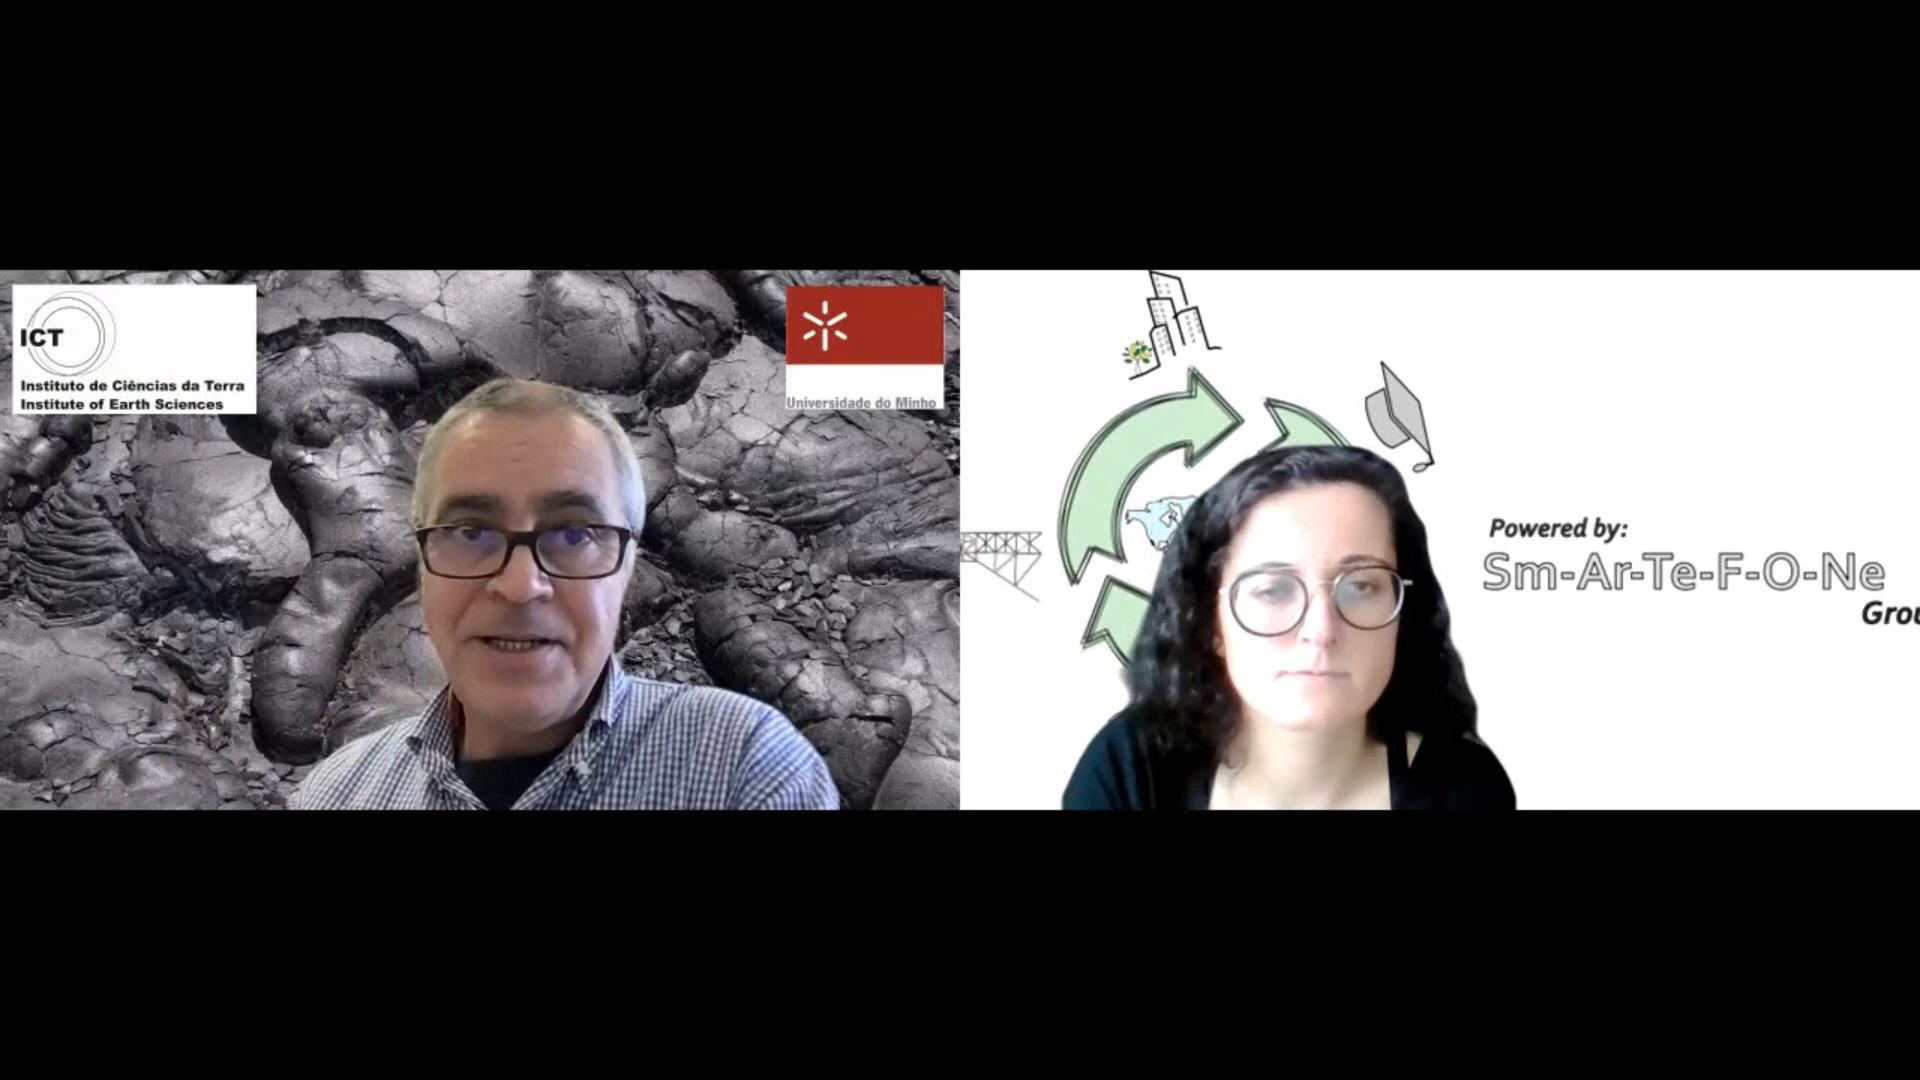 ICT
Instituto de Ciências da Terra
Institute of Earth Sciences
Universidade do Minho
Powered by:
Sm-Ar-Te-F-O-Ne
Grou